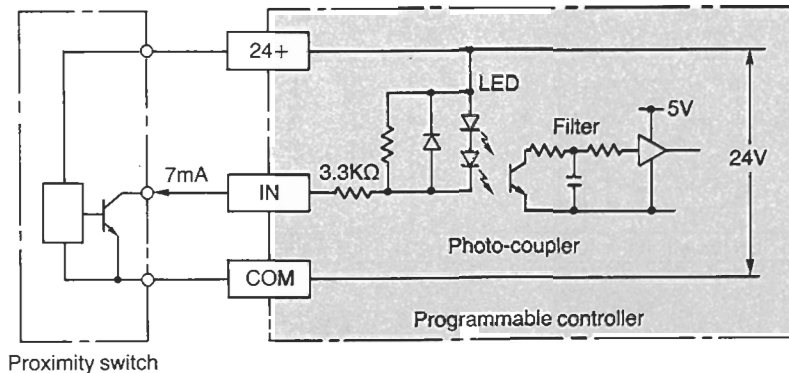 24+
LED
5V
Filter
24V
7mA
3.3KΩ
IN
Photo-coupler
COM
Programmable controller
Proximity switch